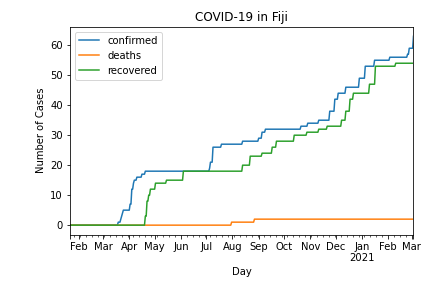 COVID-19 in Fiji
confirmed
deaths
recovered
Number of Cases
60
50
40
30
20
10
0
Feb Mar Apr May Jun Jul Aug Sep Oct Nov Dec Jan Feb Mar
2021
Day